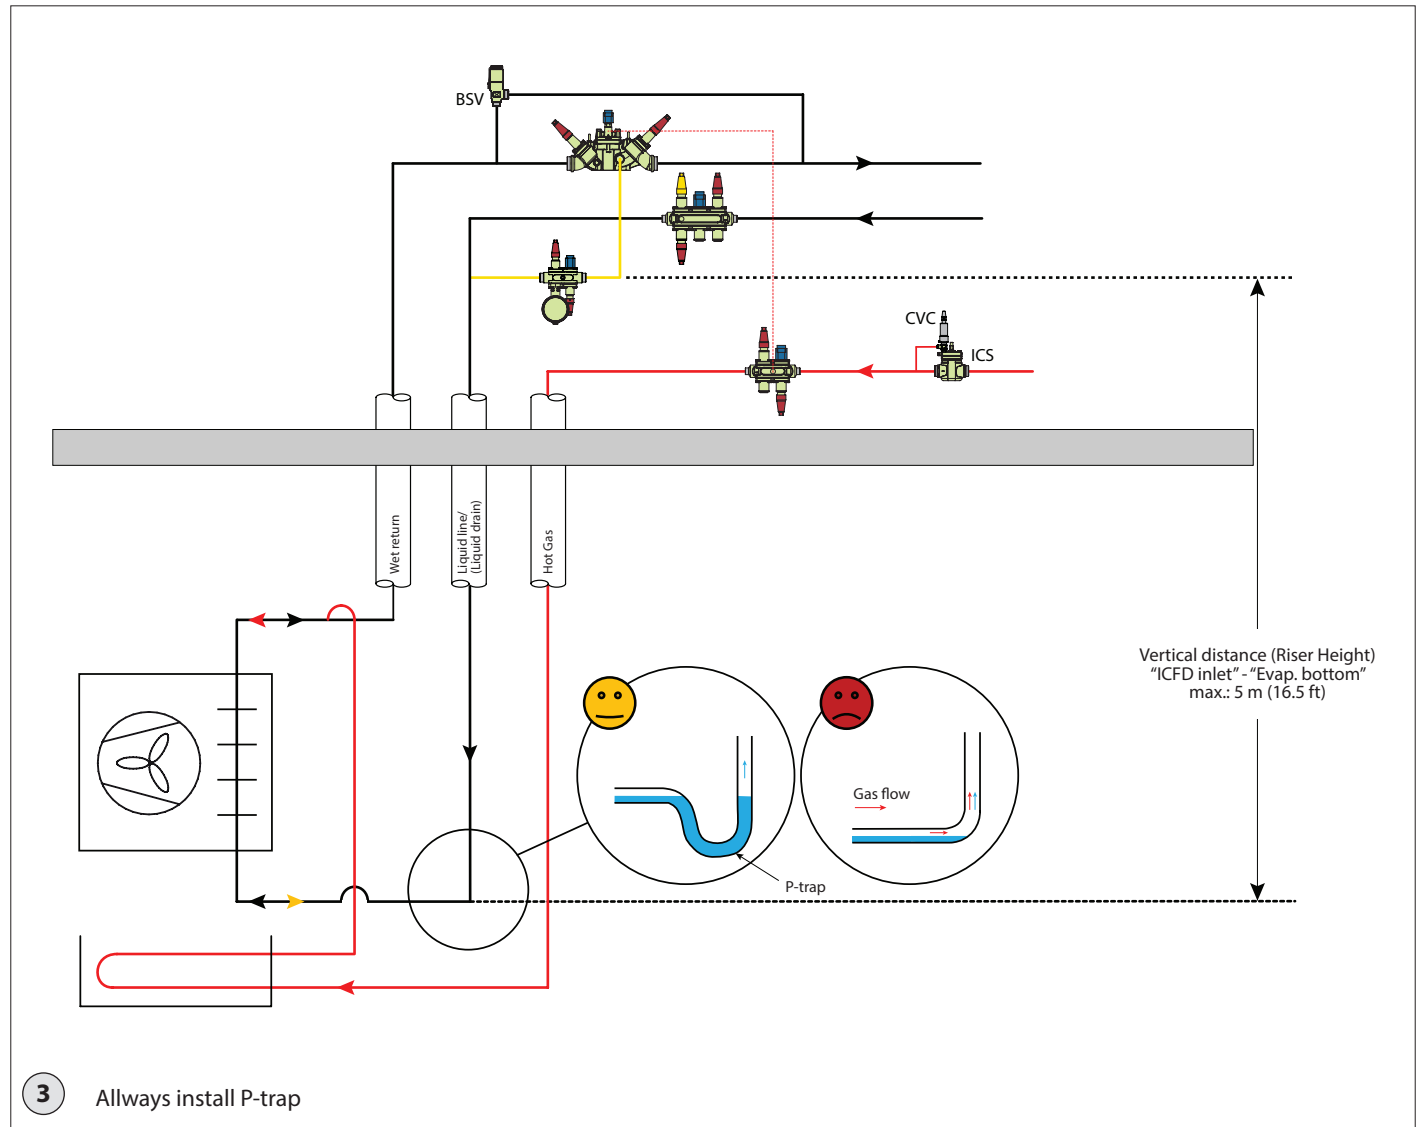 BSV
CVC
ICS
Wet return
Liquid line/
(Liquid drain)
Hot Gas
Vertical distance (Riser Height)
“ICFD inlet” - “Evap. bottom”
max.: 5 m (16.5 ft)
Gas flow
P-trap
3 Allways install P-trap